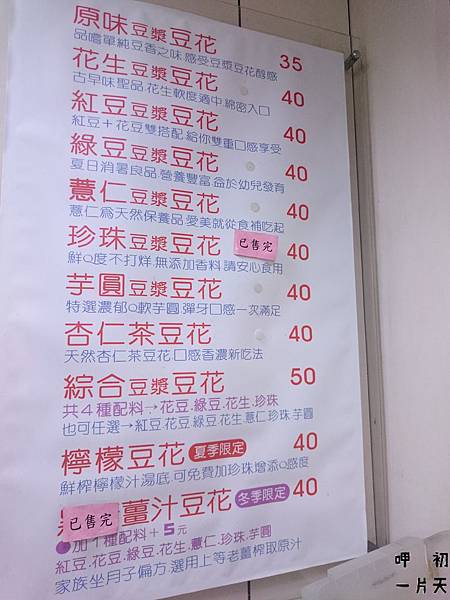 原味豆漿豆花 35
品嚐單純豆香之味.感受豆漿豆花醇感
花生豆漿豆花 40
古早味聖品.花生軟度適中.綿密入口
紅豆豆漿豆花 40
紅豆+花豆雙搭配.給你雙重口感享受
綠豆豆漿豆花 40
夏日消暑良品.營養豐富.益於幼兒發育
薏仁豆漿豆花 40
薏仁為天然保養品.愛美就從食補吃起
珍珠豆漿豆花 已售完 40
鮮Q度不打烊.無添加香料.請安心食用
芋圓豆漿豆花 40
特選濃郁Q軟芋圓.彈牙口感一次滿足
杏仁茶豆花 40
天然杏仁茶豆花.口感香濃新吃法
綜合豆漿豆花 50
共4種配料→花豆.綠豆.花生.珍珠
也可任選→紅豆.花豆.綠豆.花生.薏仁.珍珠.芋圓
檸檬豆花 夏季限定 40
鮮榨檸檬汁湯底.可免費加珍珠增添Q感度
已售完 薑汁豆花 冬季限定 40
●加1種配料+5元
紅豆.花豆.綠豆.花生.薏仁.珍珠.芋圓
家族坐月子偏方.選用上等老薑榨取原汁
呷 初
一片天